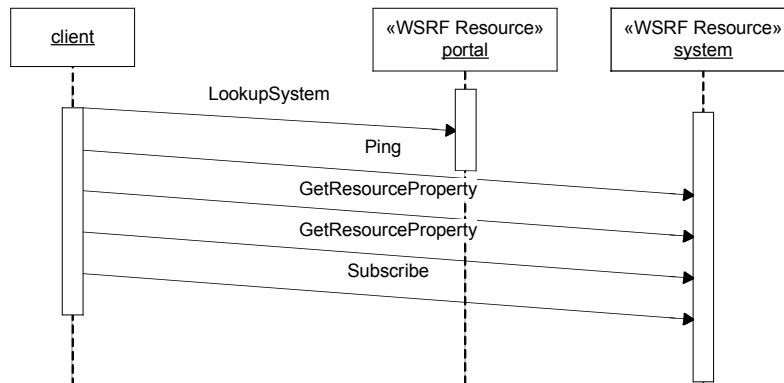 client
«WSRF Resource»
portal
«WSRF Resource»
system
LookupSystem
Ping
GetResourceProperty
GetResourceProperty
Subscribe